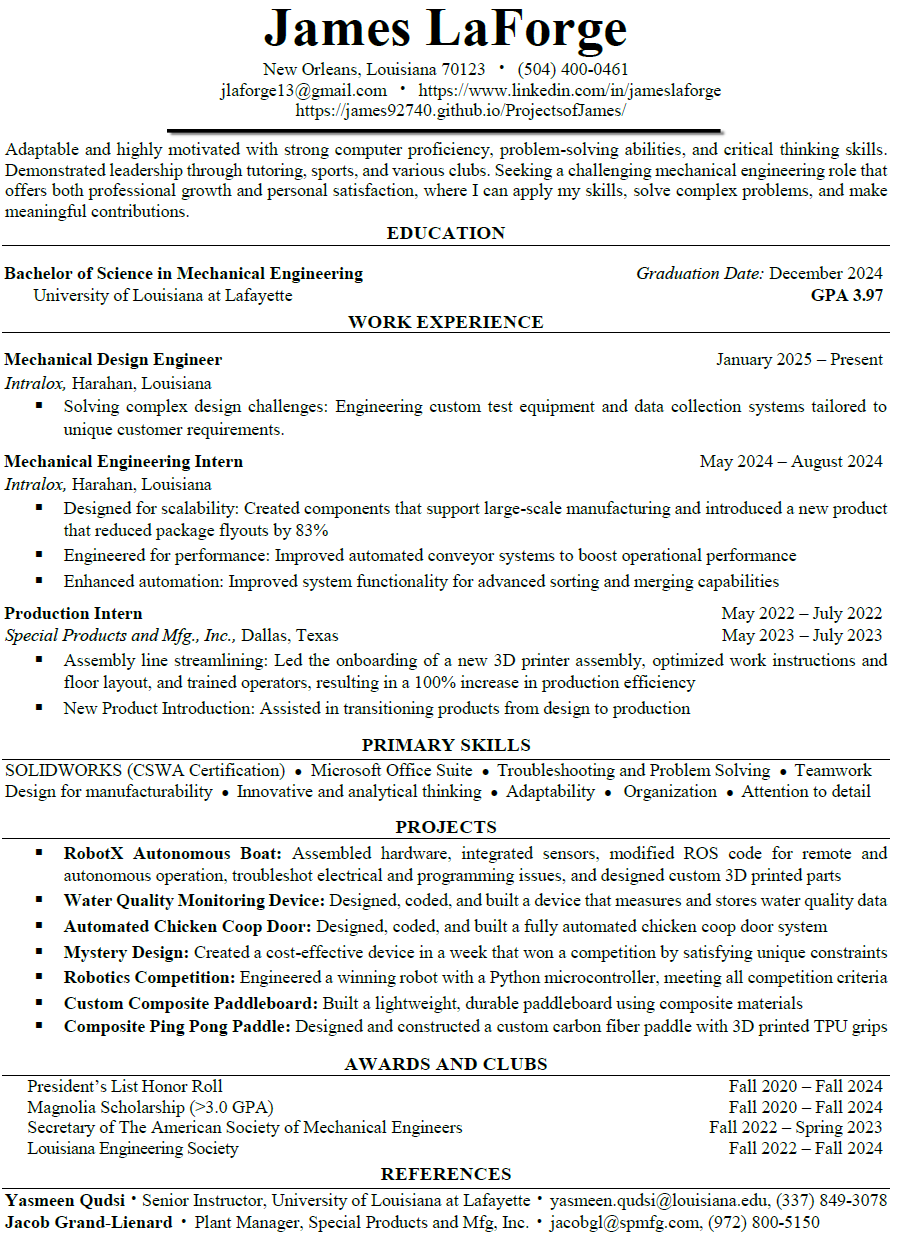 James LaForge
New Orleans, Louisiana 70123 • (504) 400-0461
jlaforge13@gmail.com • https://www.linkedin.com/in/jameslaforge
https://james92740.github.io/ProjectsofJames/
Adaptable and highly motivated with strong computer proficiency, problem-solving abilities, and critical thinking skills.
Demonstrated leadership through tutoring, sports, and various clubs. Seeking a challenging mechanical engineering role that
offers both professional growth and personal satisfaction, where I can apply my skills, solve complex problems, and make
meaningful contributions.
EDUCATION
Bachelor of Science in Mechanical Engineering Graduation Date: December 2024
University of Louisiana at Lafayette GPA 3.97
WORK EXPERIENCE
Mechanical Design Engineer January 2025 – Present
Intralox, Harahan, Louisiana
▪ Solving complex design challenges: Engineering custom test equipment and data collection systems tailored to
unique customer requirements.
Mechanical Engineering Intern May 2024 – August 2024
Intralox, Harahan, Louisiana
▪ Designed for scalability: Created components that support large-scale manufacturing and introduced a new product
that reduced package flyouts by 83%
▪ Engineered for performance: Improved automated conveyor systems to boost operational performance
▪ Enhanced automation: Improved system functionality for advanced sorting and merging capabilities
Production Intern May 2022 – July 2022
Special Products and Mfg., Inc., Dallas, Texas May 2023 – July 2023
▪ Assembly line streamlining: Led the onboarding of a new 3D printer assembly, optimized work instructions and
floor layout, and trained operators, resulting in a 100% increase in production efficiency
▪ New Product Introduction: Assisted in transitioning products from design to production
PRIMARY SKILLS
SOLIDWORKS (CSWA Certification) • Microsoft Office Suite • Troubleshooting and Problem Solving • Teamwork
Design for manufacturability • Innovative and analytical thinking • Adaptability • Organization • Attention to detail
PROJECTS
▪ RobotX Autonomous Boat: Assembled hardware, integrated sensors, modified ROS code for remote and
autonomous operation, troubleshot electrical and programming issues, and designed custom 3D printed parts
▪ Water Quality Monitoring Device: Designed, coded, and built a device that measures and stores water quality data
▪ Automated Chicken Coop Door: Designed, coded, and built a fully automated chicken coop door system
▪ Mystery Design: Created a cost-effective device in a week that won a competition by satisfying unique constraints
▪ Robotics Competition: Engineered a winning robot with a Python microcontroller, meeting all competition criteria
▪ Custom Composite Paddleboard: Built a lightweight, durable paddleboard using composite materials
▪ Composite Ping Pong Paddle: Designed and constructed a custom carbon fiber paddle with 3D printed TPU grips
AWARDS AND CLUBS
President’s List Honor Roll Fall 2020 – Fall 2024
Magnolia Scholarship (>3.0 GPA) Fall 2020 – Fall 2024
Secretary of The American Society of Mechanical Engineers Fall 2022 – Spring 2023
Louisiana Engineering Society Fall 2022 – Fall 2024
REFERENCES
Yasmeen Qudsi • Senior Instructor, University of Louisiana at Lafayette • yasmeen.qudsi@louisiana.edu, (337) 849-3078
Jacob Grand-Lienard • Plant Manager, Special Products and Mfg, Inc. • jacobgl@spmfg.com, (972) 800-5150